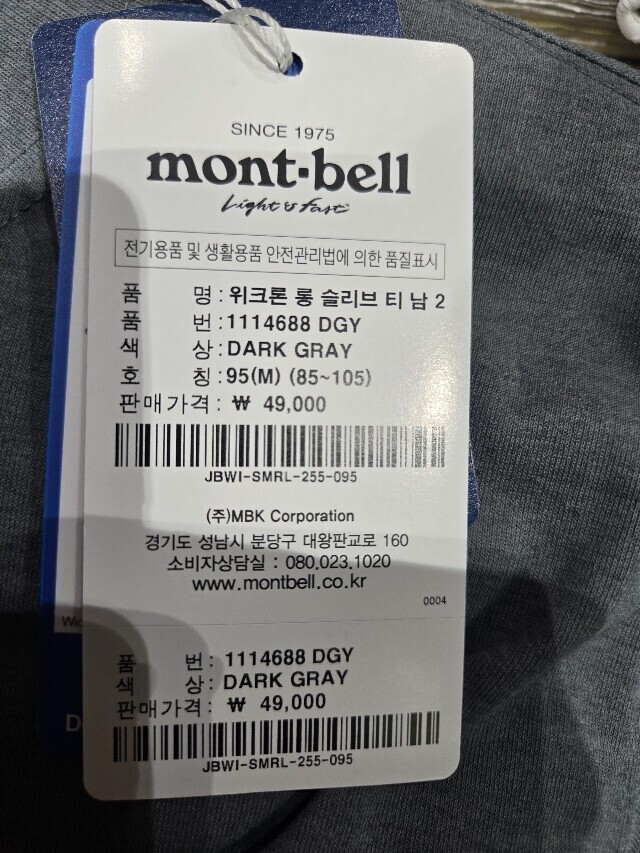 SINCE 1975
mont-bell
Light & Fast
전기용품 및 생활용품 안전관리법에 의한 품질표시
품 명 : 위크론 롱 슬리브 티 남 2
품 번 : 1114688 DGY
색 상 : DARK GRAY
호 칭 : 95(M) (85~105)
판매가격 : ₩ 49,000
JBWI-SMRL-255-095
(주)MBK Corporation
경기도 성남시 분당구 대왕판교로 160
소비자상담실 : 080.023.1020
www.montbell.co.kr
0004
품 번 : 1114688 DGY
색 상 : DARK GRAY
판매가격 : ₩ 49,000
JBWI-SMRL-255-095